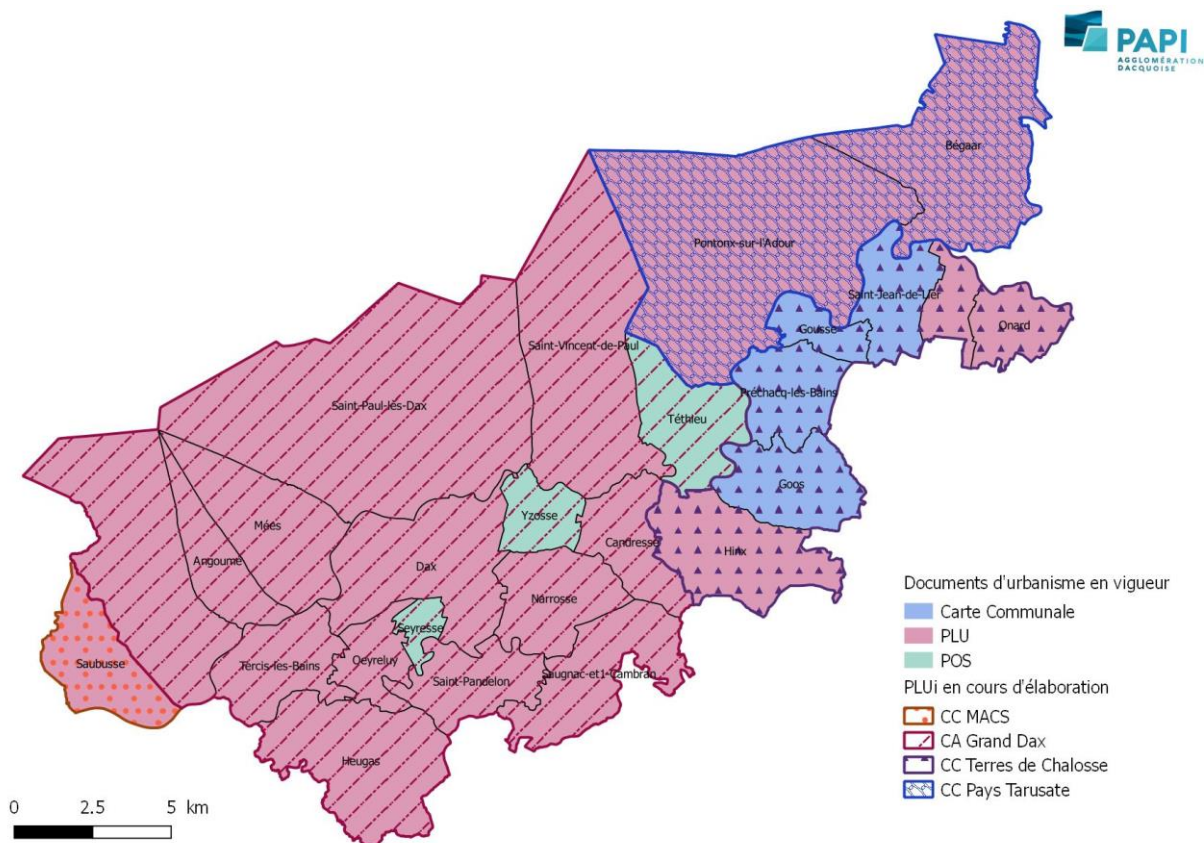 PAPI
AGGLOMÉRATION
DACQUOISE
Bégaar
Pontonx-sur-l'Adour
Saint-Jean-de-Lier
Onard
Gousse
Saint-Vincent-de-Paul
Préchacq-les-Bains
Saint-Paul-lès-Dax
Téthieu
Goos
Yzosse
Mées
Candresse
Hinx
Angoumé
Dax
Narrosse
Seyresse
Saubusse
Tercis-les-Bains
Oeyreluy
Saint-Pandelon
Saugnac-et1-Cambran
Heugas
Documents d'urbanisme en vigueur
Carte Communale
PLU
POS
PLUi en cours d'élaboration
CC MACS
CA Grand Dax
CC Terres de Chalosse
CC Pays Tarusate
0 2.5 5 km